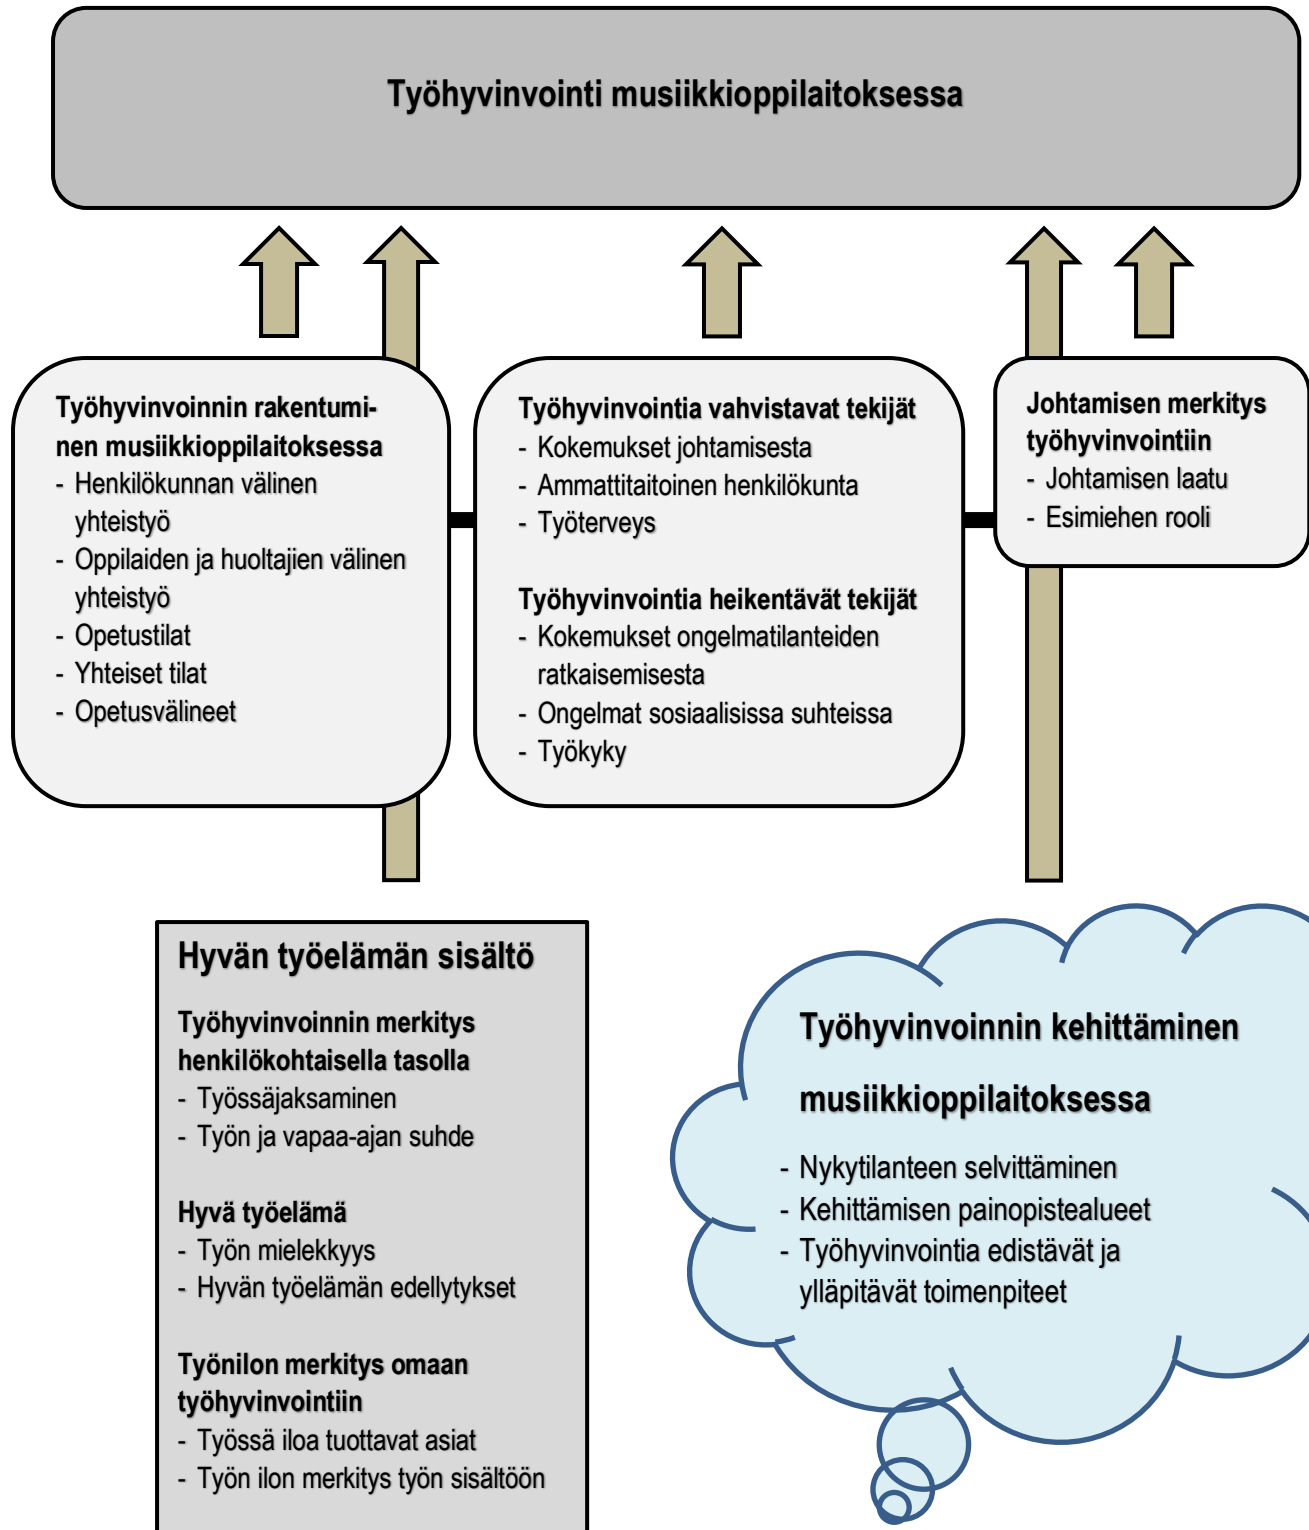 Työhyvinvointi musiikkioppilaitoksessa
Työhyvinvoinnin rakentumi-
nen musiikkioppilaitoksessa
- Henkilökunnan välinen
yhteistyö
- Oppilaiden ja huoltajien välinen
yhteistyö
- Opetustilat
- Yhteiset tilat
- Opetusvälineet
Työhyvinvointia vahvistavat tekijät
- Kokemukset johtamisesta
- Ammattitaitoinen henkilökunta
- Työterveys
Työhyvinvointia heikentävät tekijät
- Kokemukset ongelmatilanteiden
ratkaisemisesta
- Ongelmat sosiaalisissa suhteissa
- Työkyky
Johtamisen merkitys
työhyvinvointiin
- Johtamisen laatu
- Esimiehen rooli
Hyvän työelämän sisältö
Työhyvinvoinnin merkitys
henkilökohtaisella tasolla
- Työssäjaksaminen
- Työn ja vapaa-ajan suhde
Hyvä työelämä
- Työn mielekkyys
- Hyvän työelämän edellytykset
Työnilon merkitys omaan
työhyvinvointiin
- Työssä iloa tuottavat asiat
- Työn ilon merkitys työn sisältöön
Työhyvinvoinnin kehittäminen
musiikkioppilaitoksessa
- Nykytilanteen selvittäminen
- Kehittämisen painopistealueet
- Työhyvinvointia edistävät ja
ylläpitävät toimenpiteet